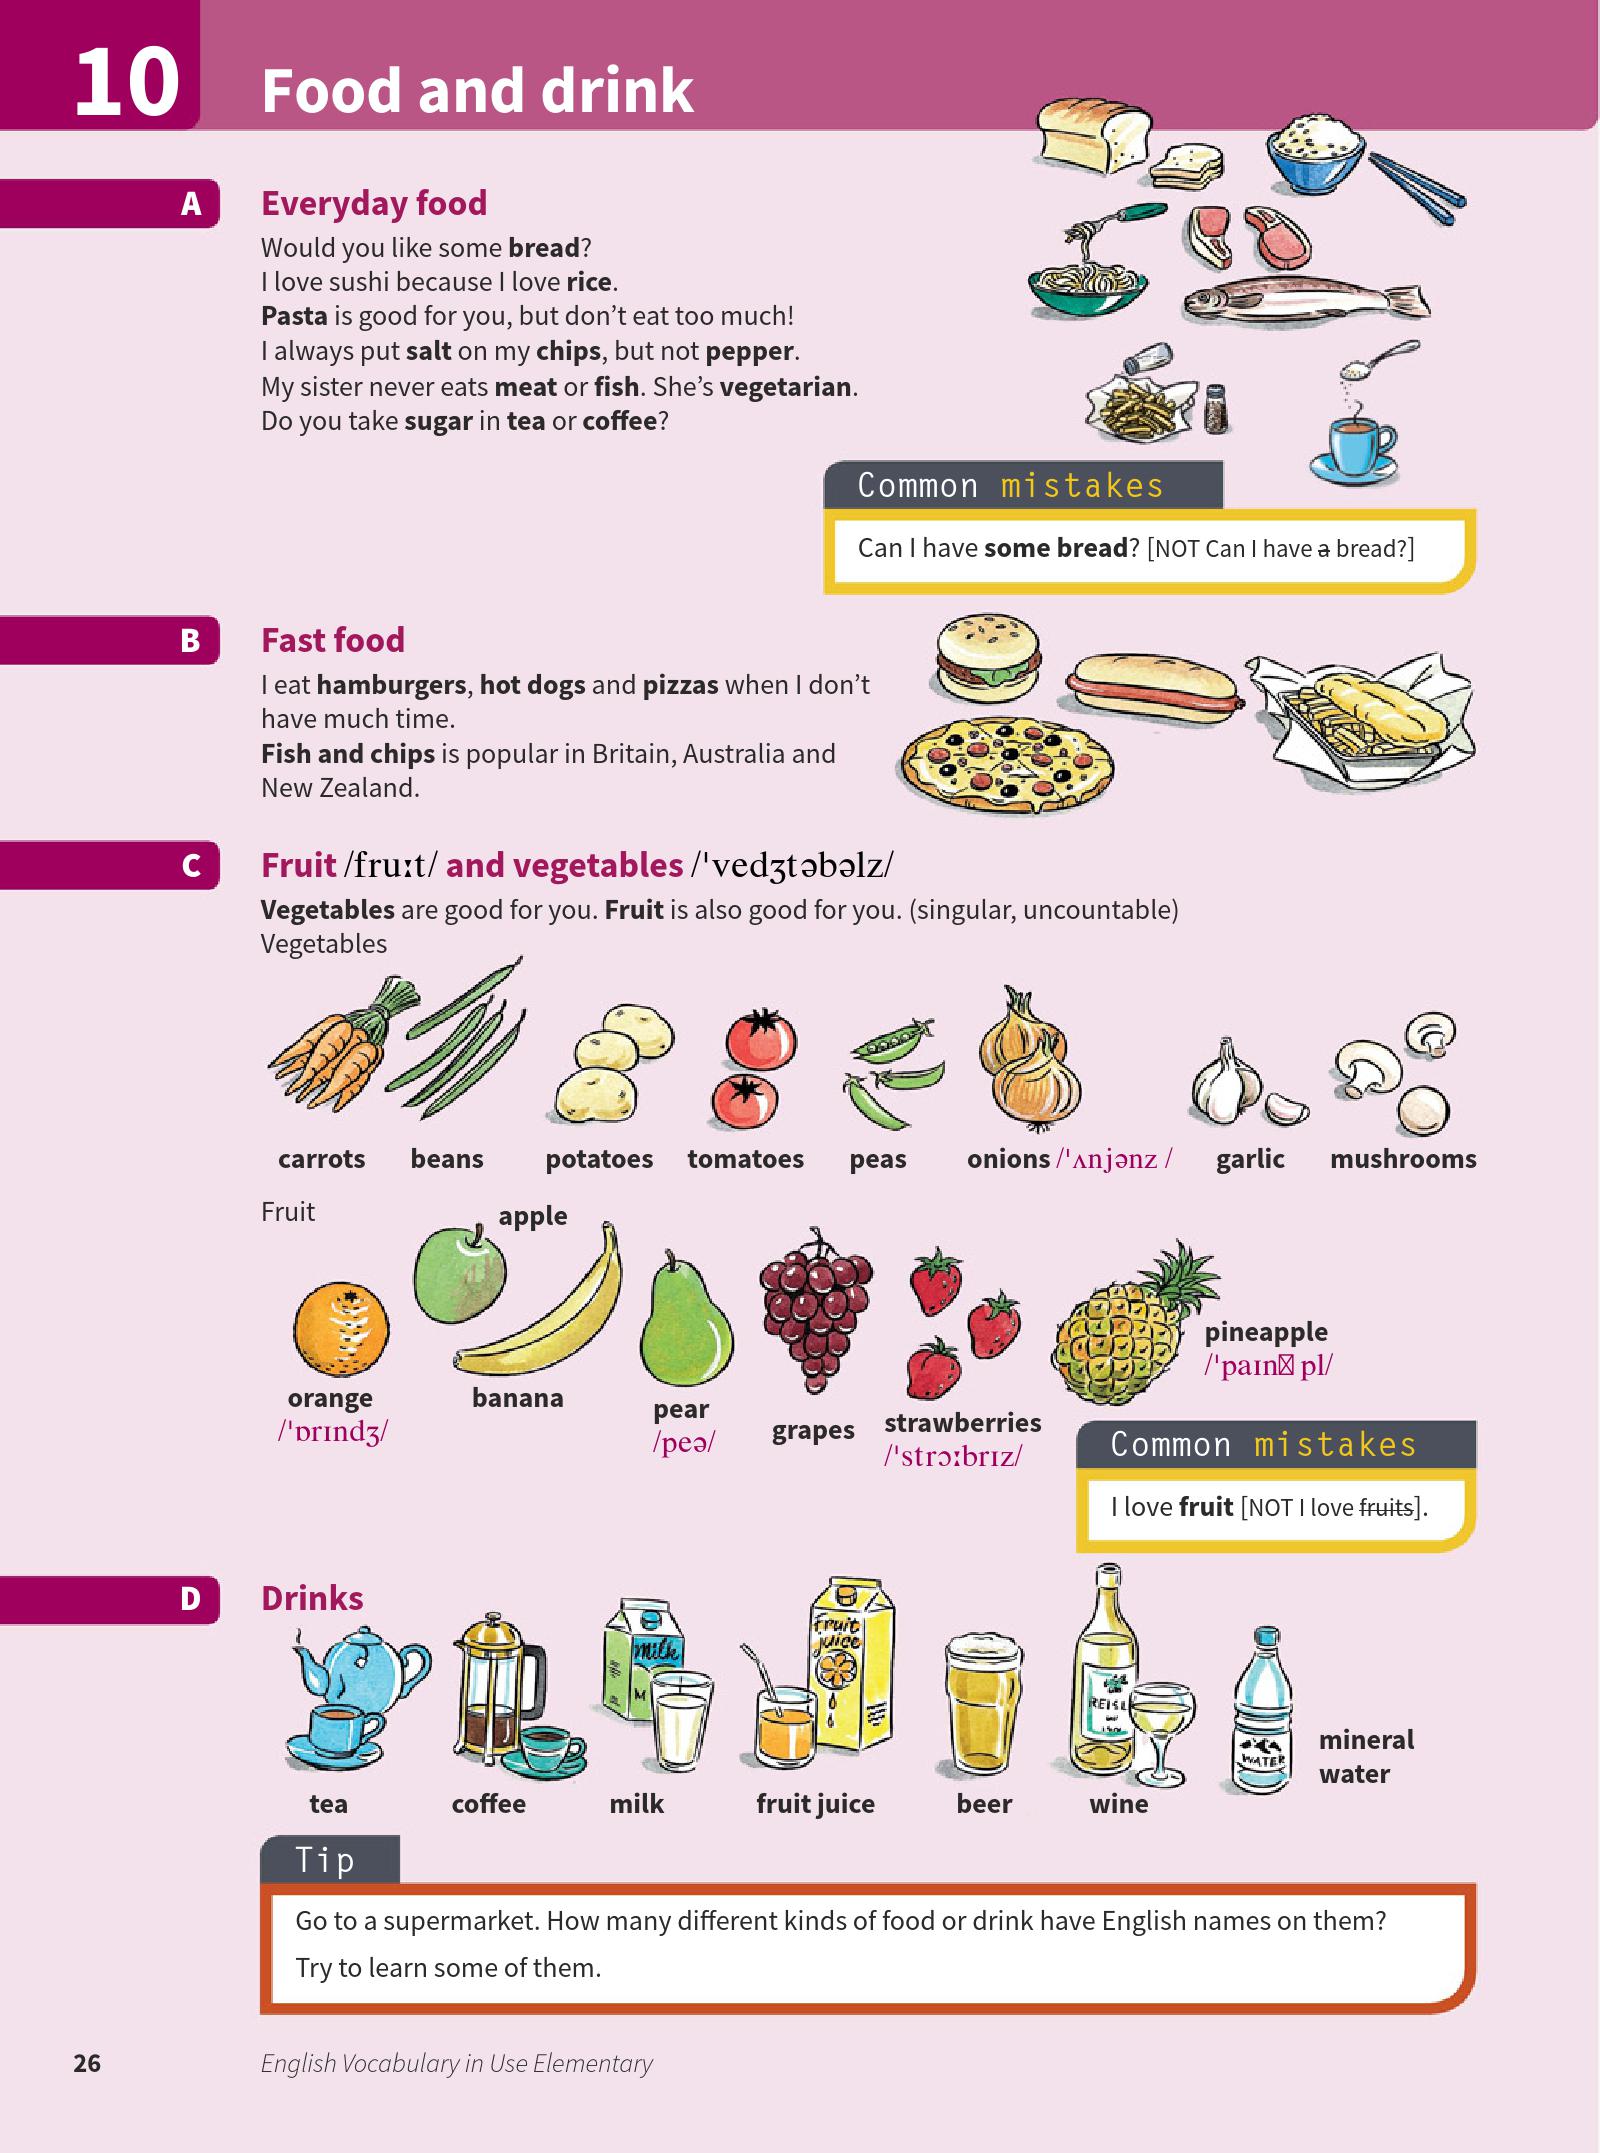 10
Food and drink
A
Everyday food
Would you like some bread?
I love sushi because I love rice.
Pasta is good for you, but don't eat too much!
I always put salt on my chips, but not pepper.
My sister never eats meat or fish. She's vegetarian.
Do you take sugar in tea or coffee?
Common mistakes
Can I have some bread? [NOT Can I have a bread?]
B
Fast food
I eat hamburgers, hot dogs and pizzas when I don't
have much time.
Fish and chips is popular in Britain, Australia and
New Zealand.
C
Fruit /fruːt/ and vegetables /ˈvedʒtəbəlz/
Vegetables are good for you. Fruit is also good for you. (singular, uncountable)
Vegetables
carrots beans potatoes tomatoes peas onions /ˈʌnjənz / garlic mushrooms
Fruit
apple
orange
/ˈɒrɪndʒ/
banana
pear
/peə/
grapes
strawberries
/ˈstrɔːbrɪz/
pineapple
/ˈpaɪn pl/
Common mistakes
I love fruit [NOT I love fruits].
D
Drinks
Milk
M
Fruit
juice
REISL
WATER
tea coffee milk fruit juice beer wine
mineral
water
Tip
Go to a supermarket. How many different kinds of food or drink have English names on them?
Try to learn some of them.
26
English Vocabulary in Use Elementary